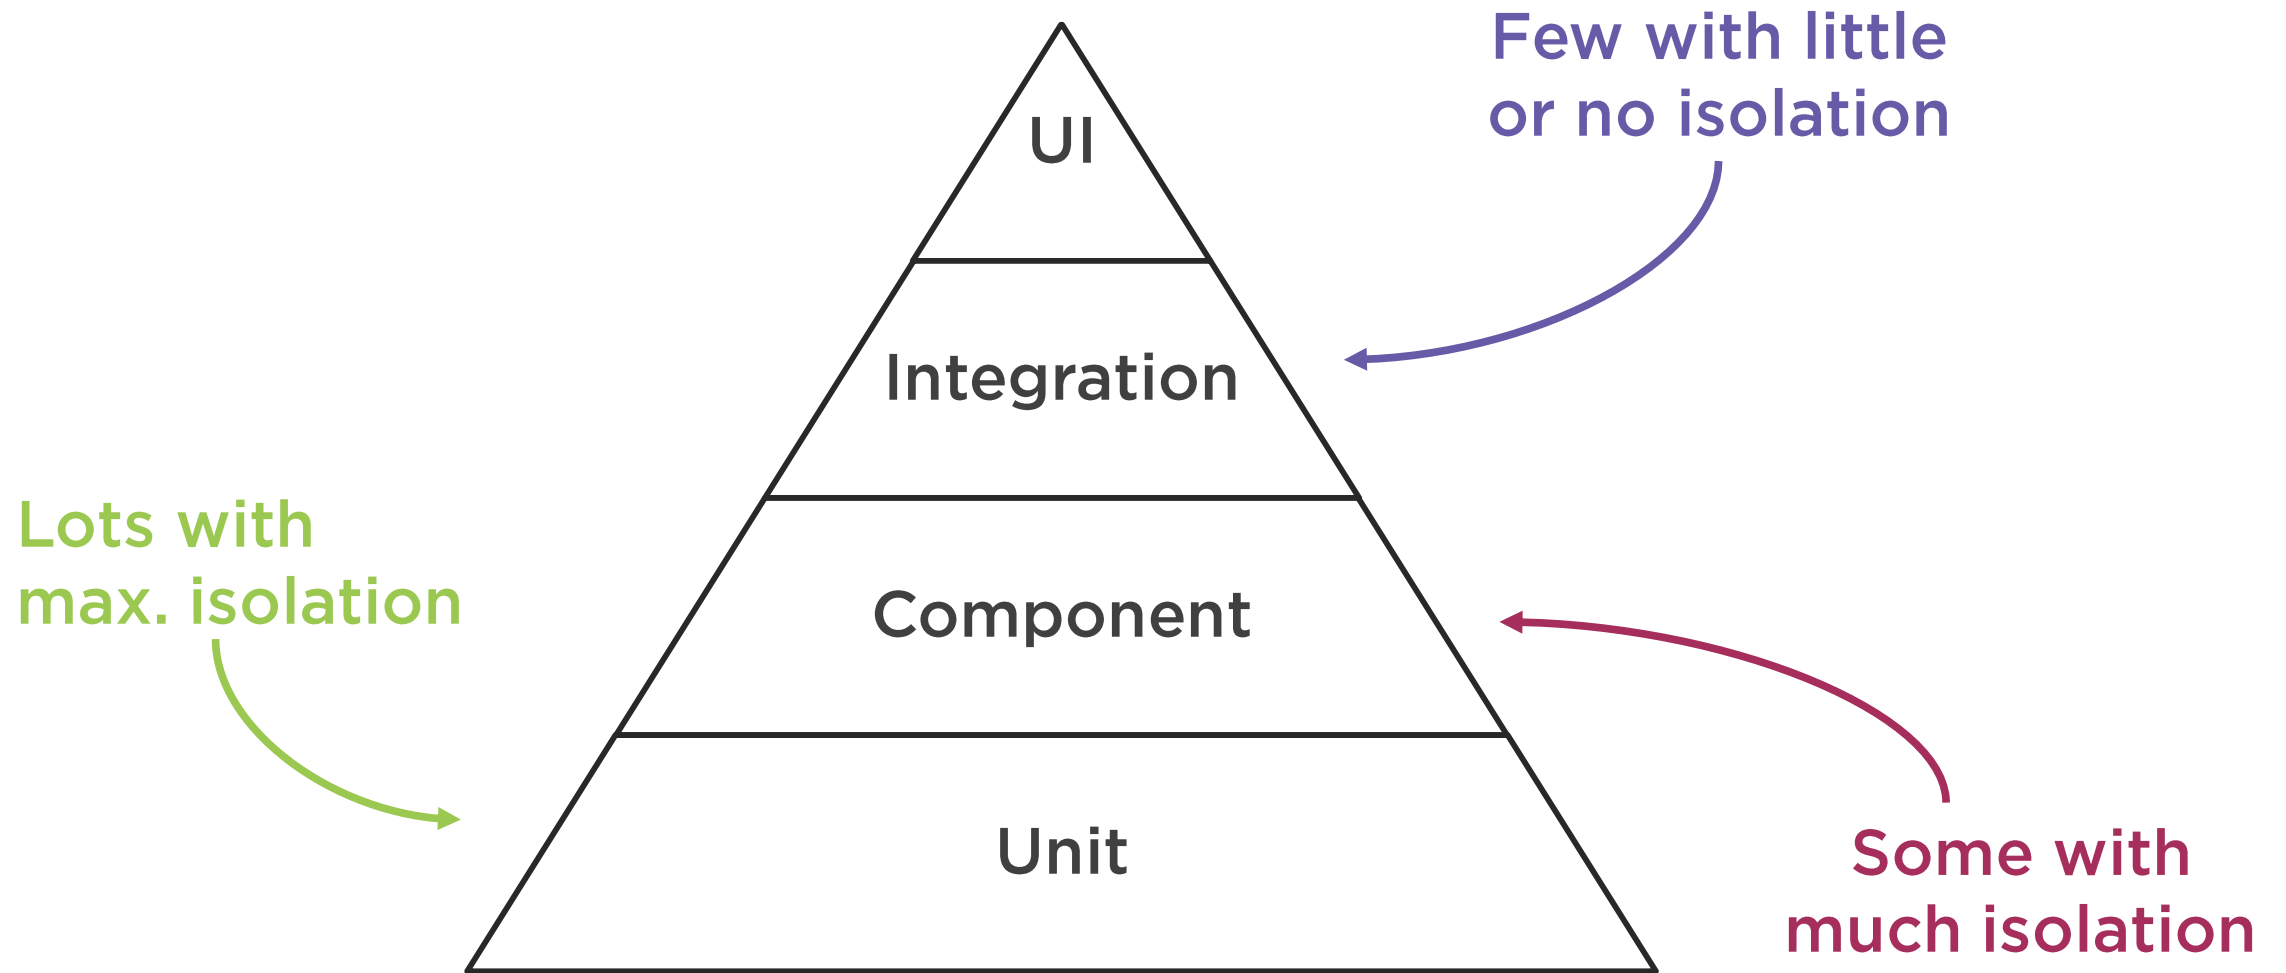 Few with little
or no isolation
UI
Integration
Lots with
max. isolation
Component
Unit
Some with
much isolation